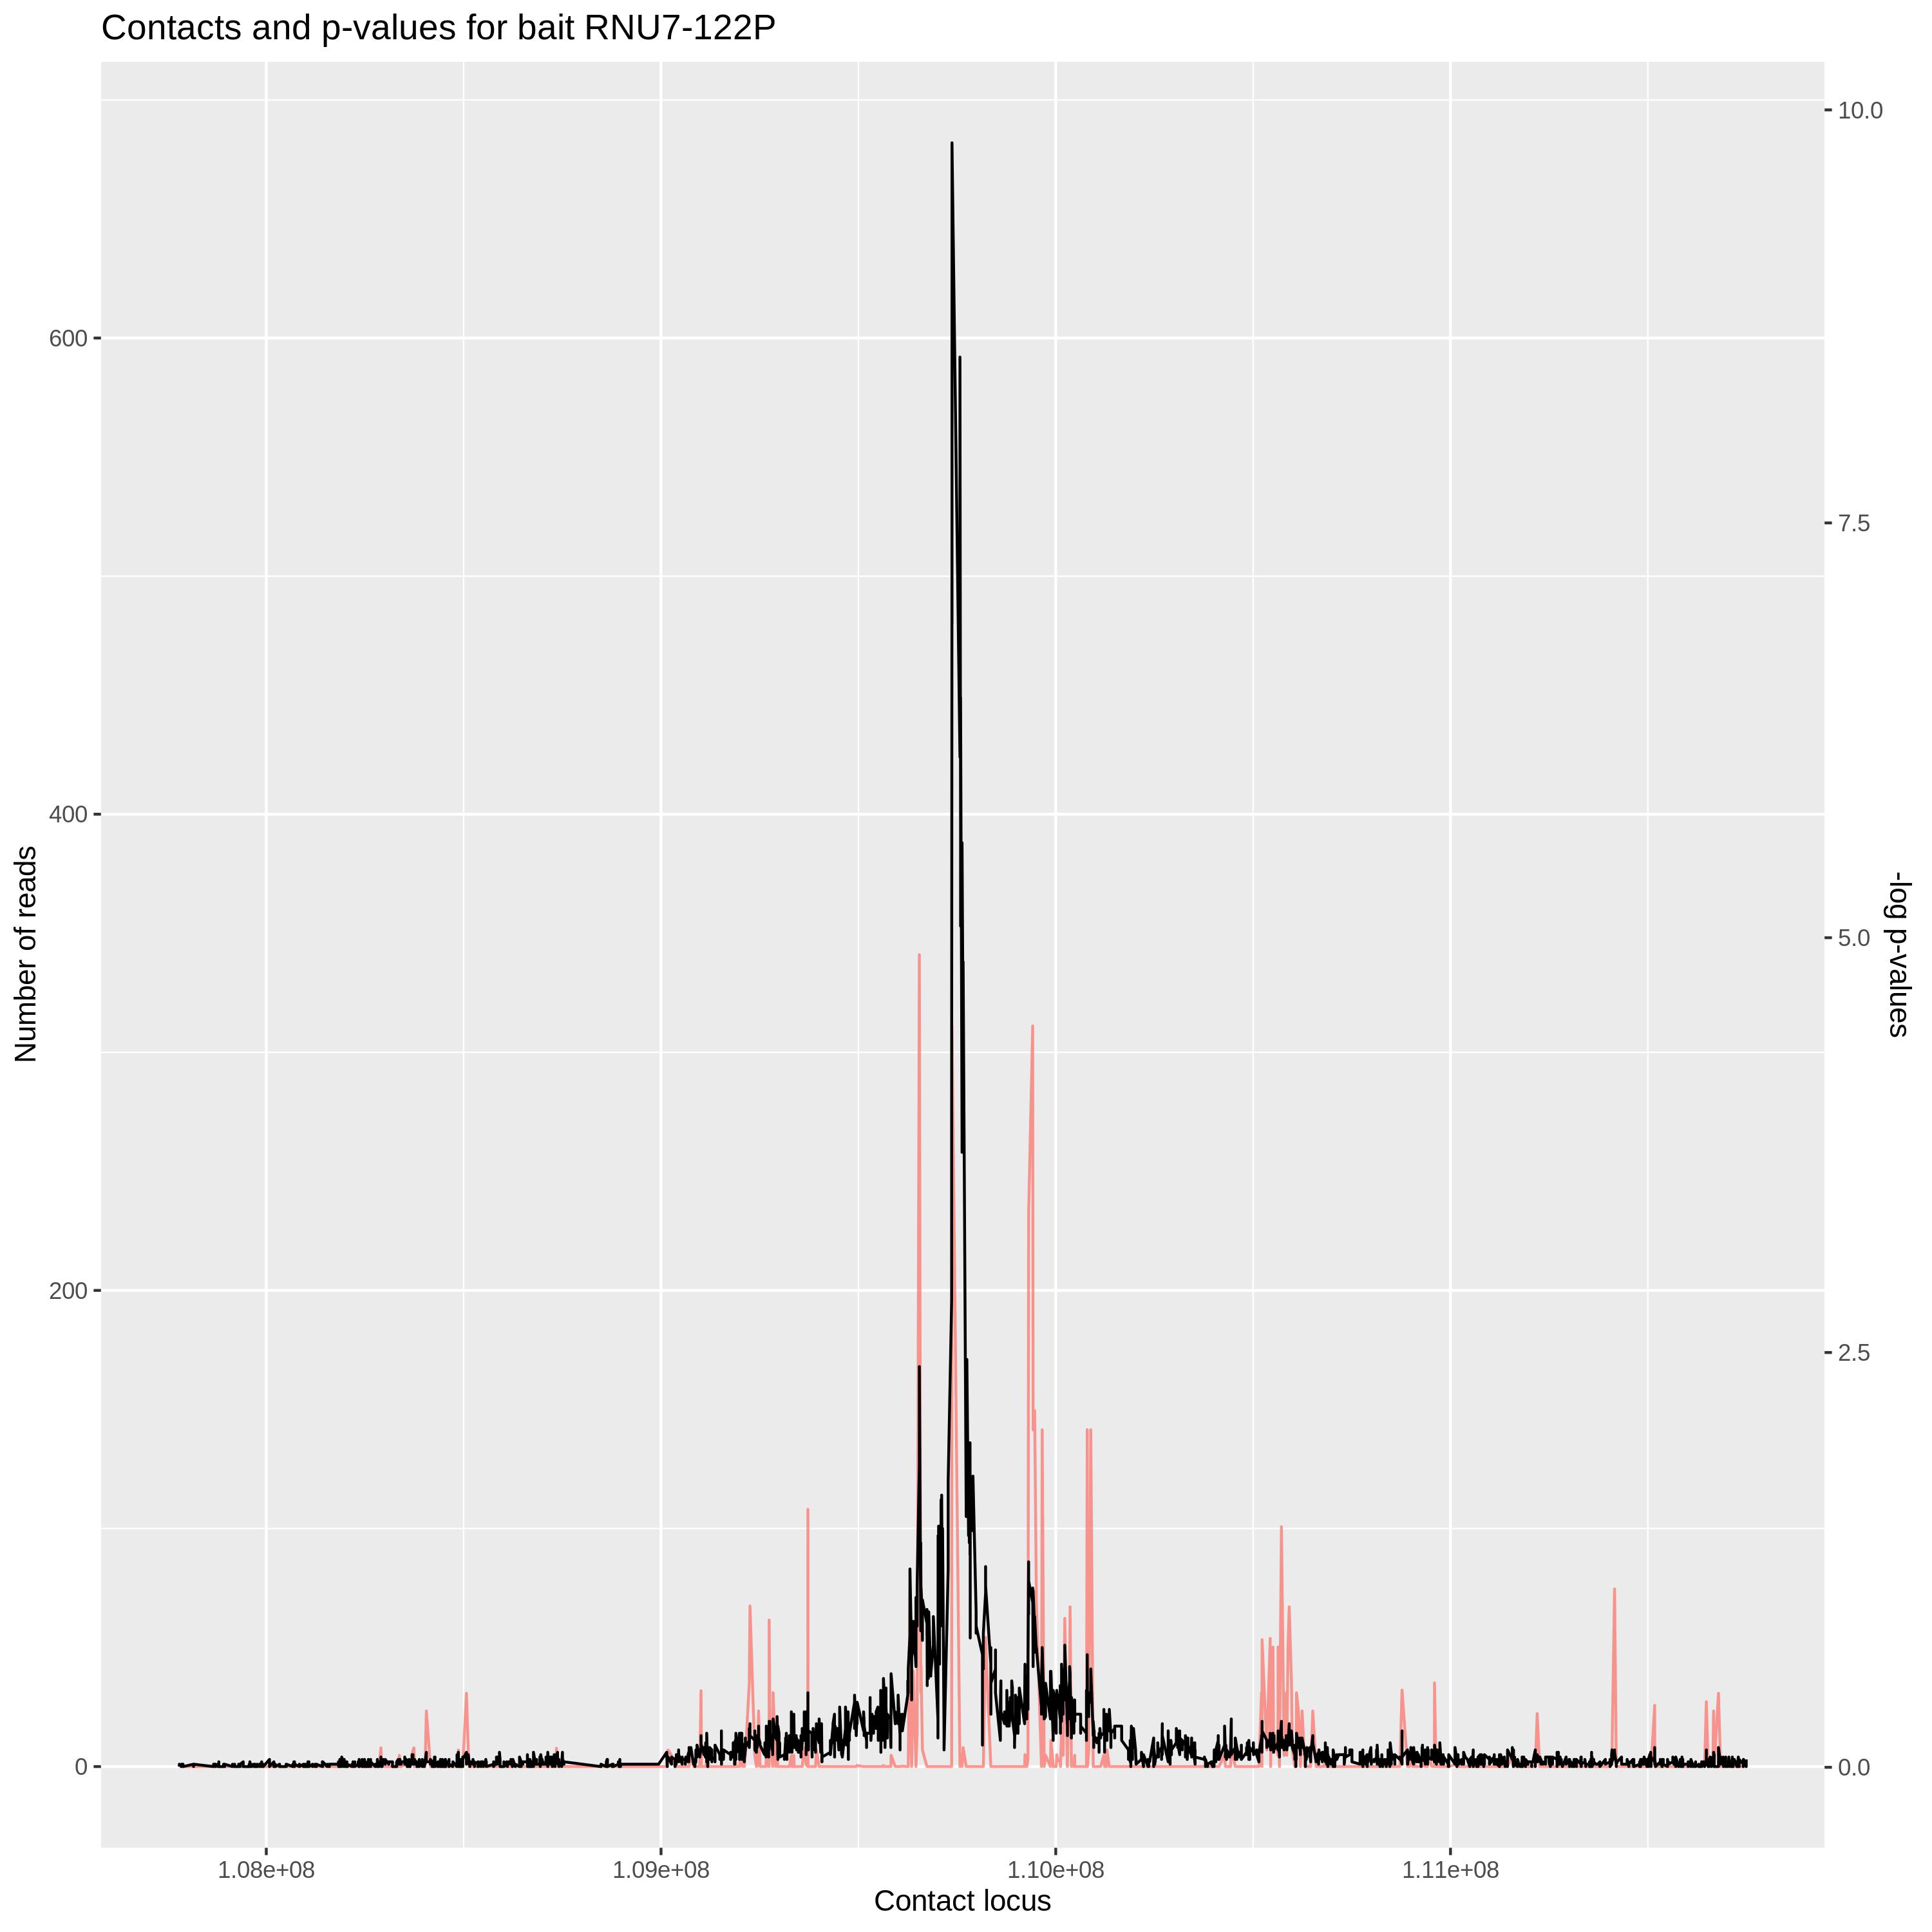 Contacts and p-values for bait RNU7-122P
600
400
200
0
Number of reads
10.0
7.5
5.0
2.5
0.0
-log p-values
1.08e+08
1.09e+08
1.10e+08
1.11e+08
Contact locus